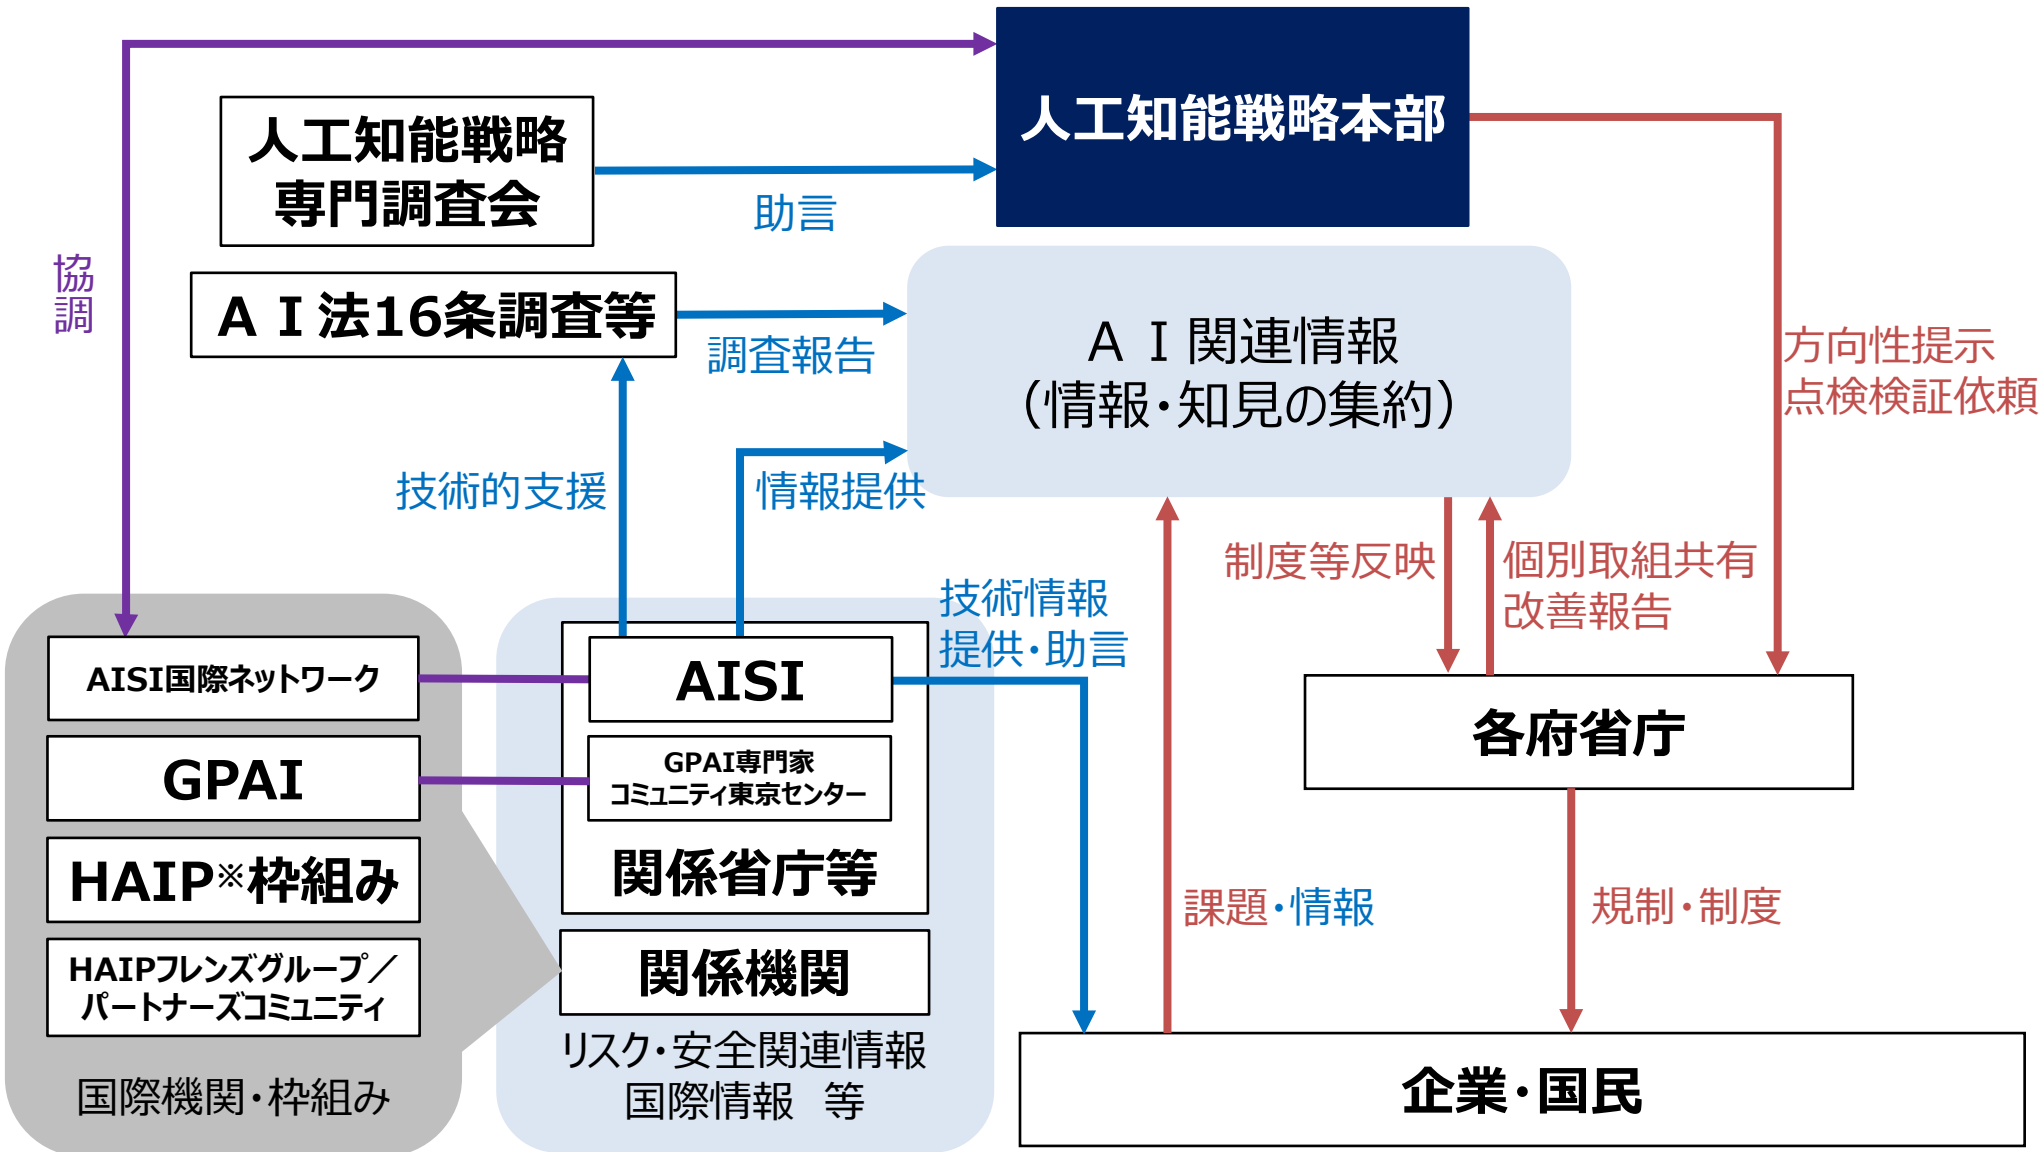 人工知能戦略本部
人工知能戦略
専門調査会
助言
協
調
ＡＩ法16条調査等
調査報告
ＡＩ関連情報
（情報・知見の集約）
方向性提示
点検検証依頼
技術的支援
情報提供
制度等反映
個別取組共有
改善報告
技術情報
提供・助言
AISI国際ネットワーク
AISI
各府省庁
GPAI
GPAI専門家
コミュニティ東京センター
HAIP※枠組み
関係省庁等
課題・情報
規制・制度
HAIPフレンズグループ／
パートナーズコミュニティ
関係機関
リスク・安全関連情報
国際情報　等
国際機関・枠組み
企業・国民